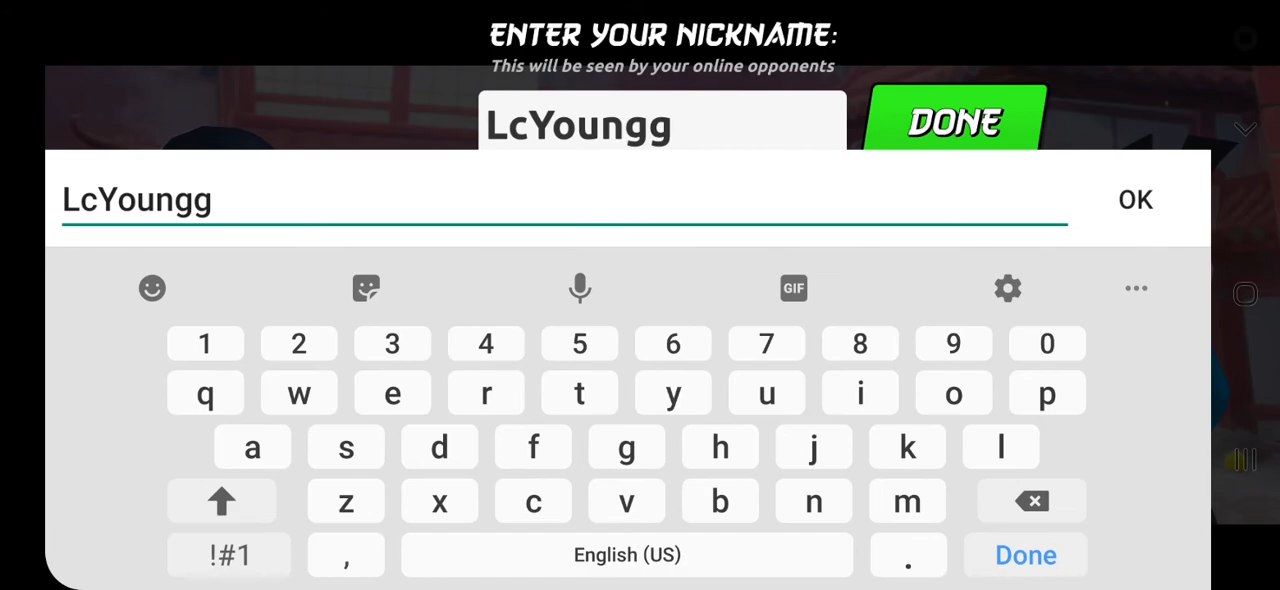 ENTER YOUR NICKNAME:
This will be seen by your online opponents
LcYoungg
DONE
LcYoungg
OK
GIF
1 2 3 4 5 6 7 8 9 0
q w e r t y u i o p
a s d f g h j k l
z x c v b n m
!#1 , English (US) . Done